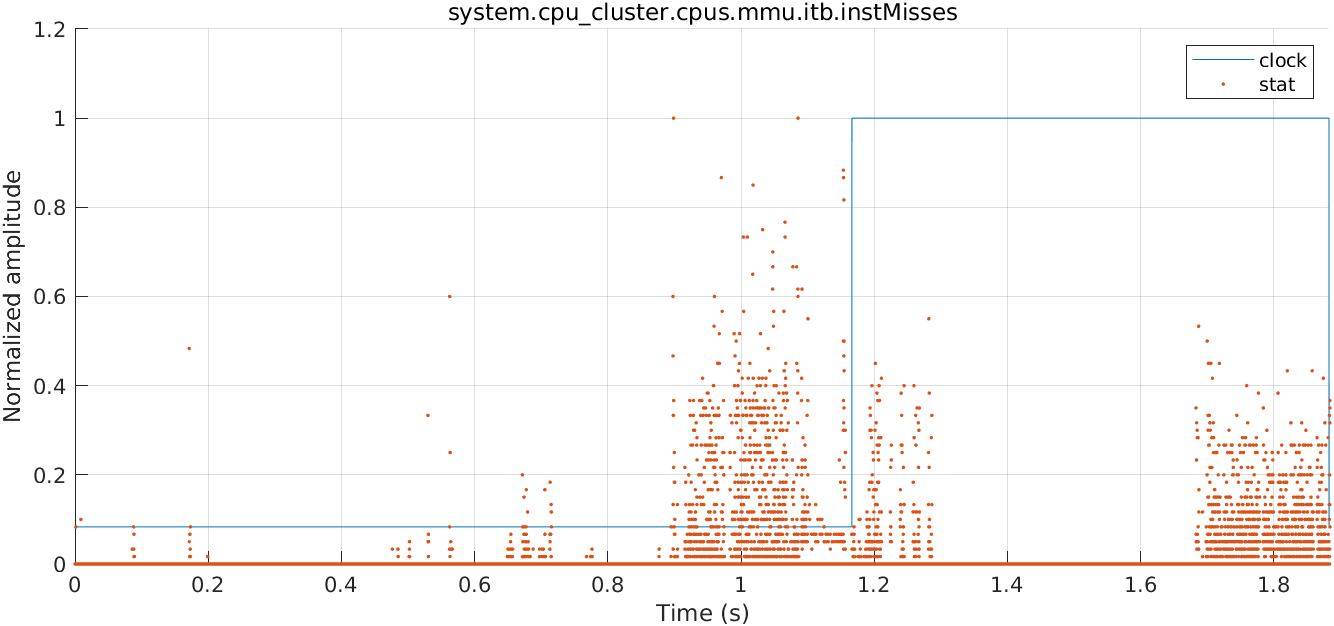 system.cpu_cluster.cpus.mmu.itb.instMisses
1.2
1
0.8
0.6
0.4
0.2
0
Normalized amplitude
clock
stat
0 0.2 0.4 0.6 0.8 1 1.2 1.4 1.6 1.8
Time (s)